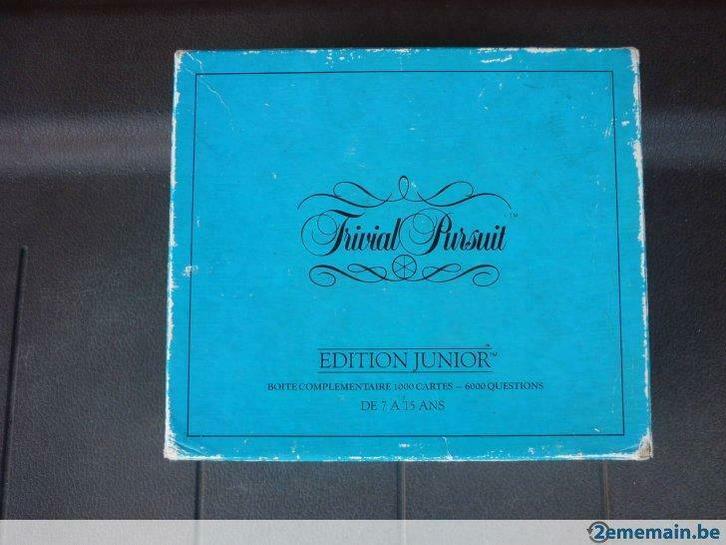 Trivial Pursuit™
EDITION JUNIOR™
BOITE COMPLEMENTAIRE 1000 CARTES – 6000 QUESTIONS
DE 7 A 15 ANS
2ememain.be